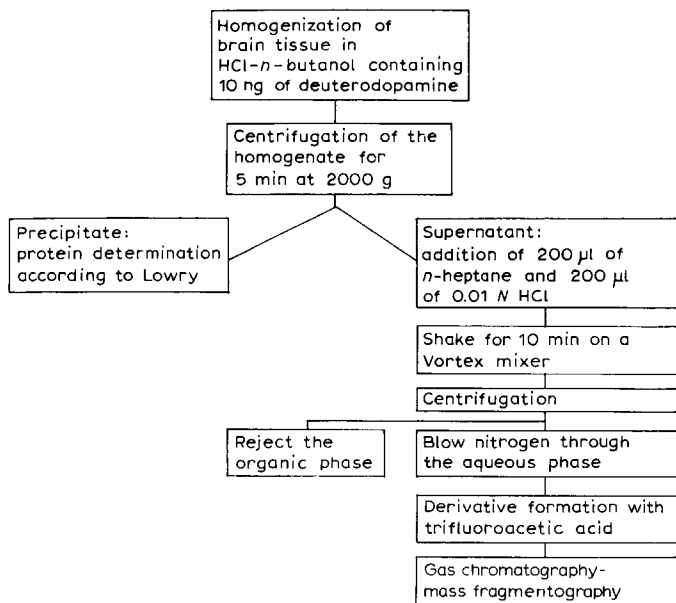 Homogenization of
brain tissue in
HCl-n-butanol containing
10 ng of deuterodopamine
Centrifugation of the
homogenate for
5 min at 2000 g
Precipitate:
protein determination
according to Lowry
Supernatant:
addition of 200 µl of
n-heptane and 200 µl
of 0.01 N HCl
Shake for 10 min on a
Vortex mixer
Centrifugation
Reject the
organic phase
Blow nitrogen through
the aqueous phase
Derivative formation with
trifluoroacetic acid
Gas chromatography-
mass fragmentography